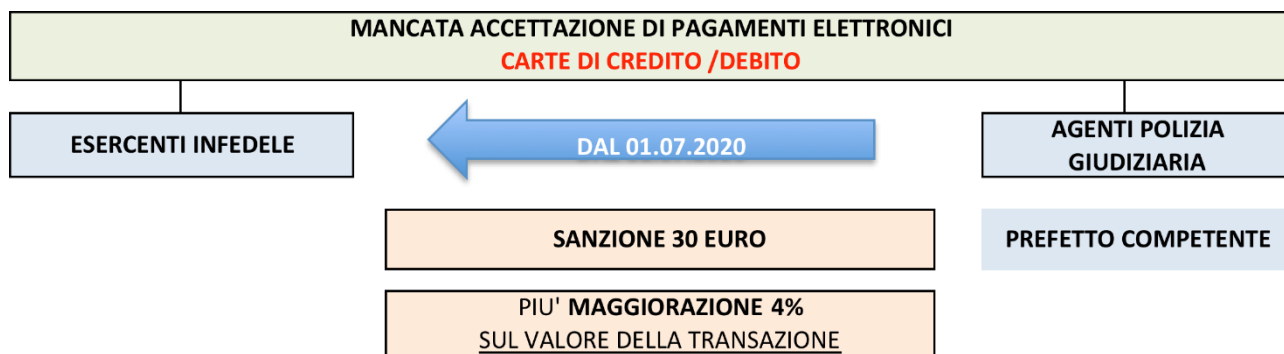 MANCATA ACCETTAZIONE DI PAGAMENTI ELETTRONICI
CARTE DI CREDITO /DEBITO
ESERCENTI INFEDELE
DAL 01.07.2020
AGENTI POLIZIA
GIUDIZIARIA
SANZIONE 30 EURO
PREFETTO COMPETENTE
PIU' MAGGIORAZIONE 4%
SUL VALORE DELLA TRANSAZIONE